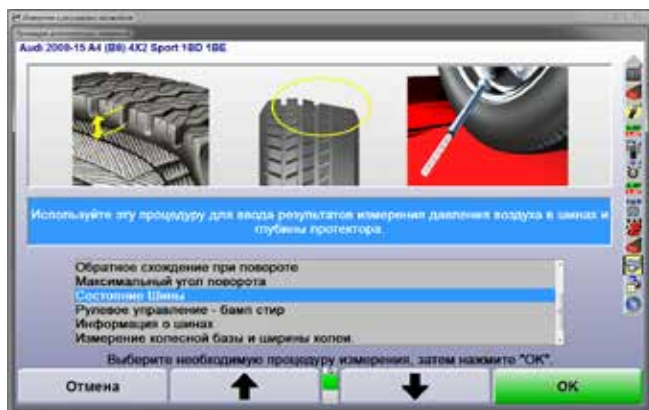 Audi 2009-15 A4 (B8) 4X2 Sport 1BD 1BE
Используйте эту процедуру для ввода результатов измерения давления воздуха в шинах и
глубины протектора.
Обратное схождение при повороте
Максимальный угол поворота
Состояние Шины
Рулевое управление - бамп стир
Информация о шинах
Измерение колесной базы и ширины колеи.
Выберите необходимую процедуру измерения, затем нажмите "OK".
Отмена
OK